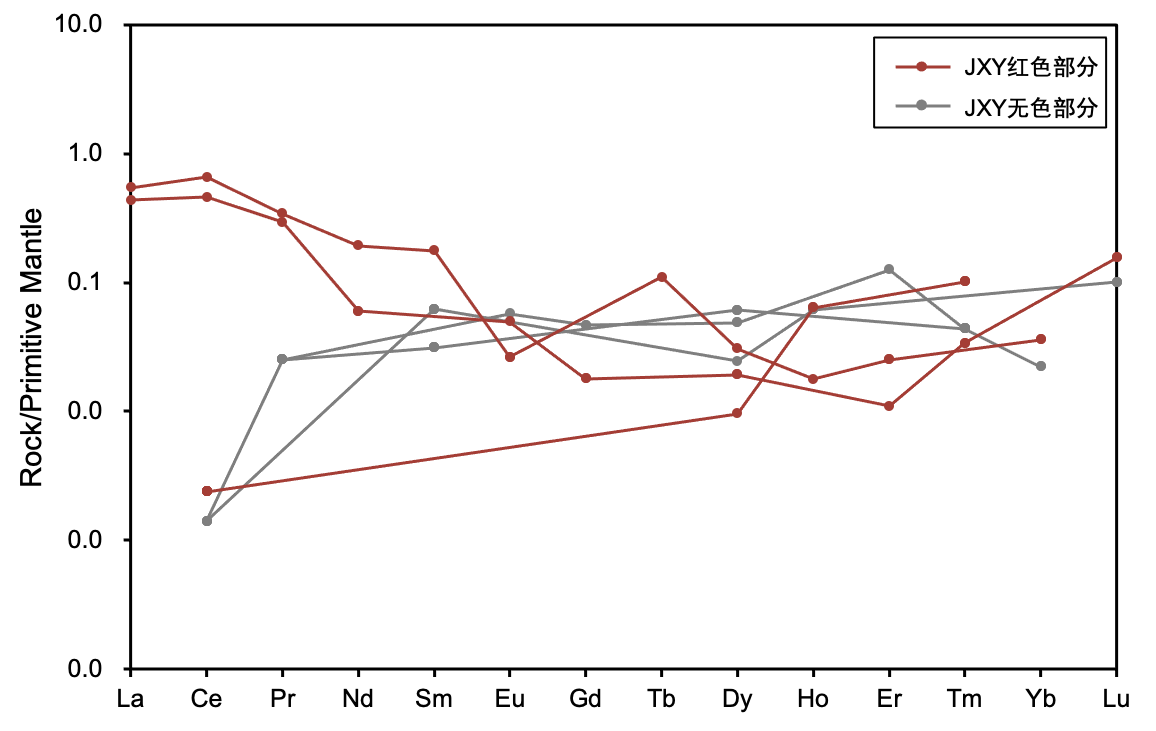 10.0
1.0
0.1
0.0
0.0
0.0
Rock/Primitive Mantle
JXY红色部分
JXY无色部分
La Ce Pr Nd Sm Eu Gd Tb Dy Ho Er Tm Yb Lu